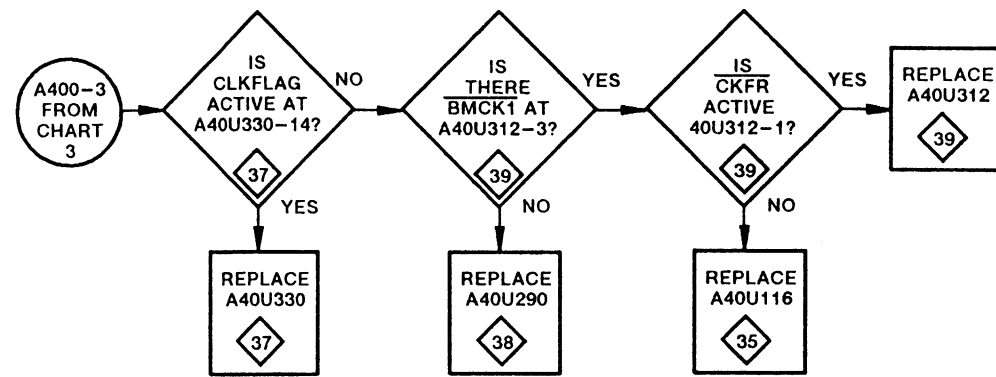 A400-3
FROM
CHART
3
IS
CLKFLAG
ACTIVE AT
A40U330-14?
37
NO
YES
REPLACE
A40U330
37
IS
THERE
BMCK1 AT
A40U312-3?
39
YES
NO
REPLACE
A40U290
38
IS
CKFR
ACTIVE
40U312-1?
39
YES
NO
REPLACE
A40U116
35
REPLACE
A40U312
39